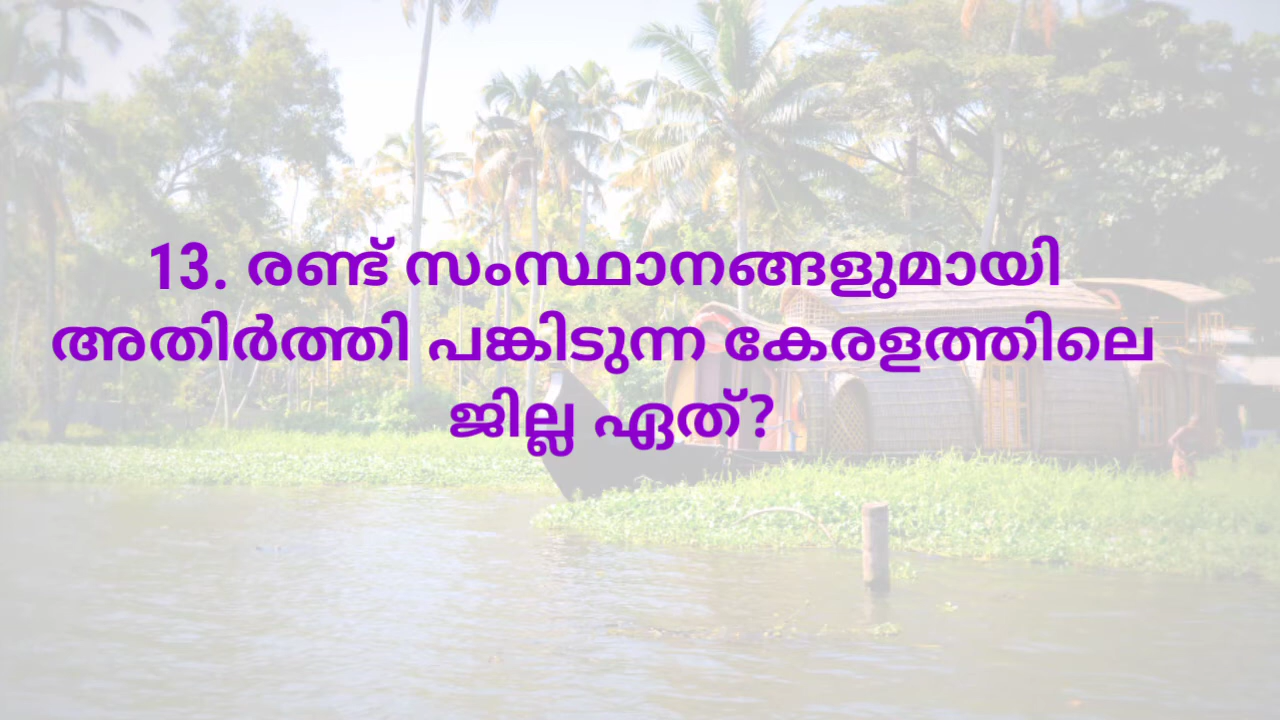 13. രണ്ട് സംസ്ഥാനങ്ങളുമായി
അതിർത്തി പങ്കിടുന്ന കേരളത്തിലെ
ജില്ല ഏത്?